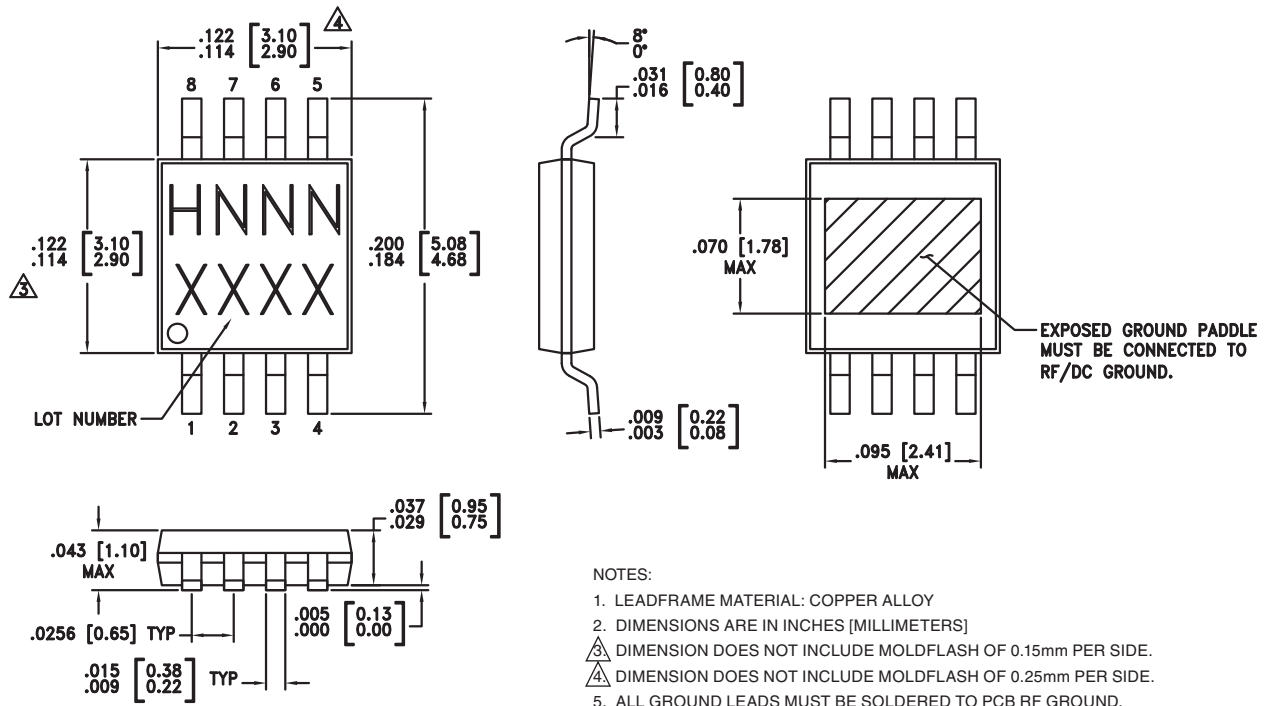 .122 [3.10]
.114 [2.90]
4
8 7 6 5
HNNN
XXXX
.122 [3.10]
.114 [2.90]
3
.200 [5.08]
.184 [4.68]
LOT NUMBER
1 2 3 4
8°
0°
.031 [0.80]
.016 [0.40]
.009 [0.22]
.003 [0.08]
.070 [1.78]
MAX
EXPOSED GROUND PADDLE
MUST BE CONNECTED TO
RF/DC GROUND.
.095 [2.41]
MAX
.037 [0.95]
.029 [0.75]
.043 [1.10]
MAX
.005 [0.13]
.000 [0.00]
.0256 [0.65] TYP
.015 [0.38]
.009 [0.22]
TYP
NOTES:
1. LEADFRAME MATERIAL: COPPER ALLOY
2. DIMENSIONS ARE IN INCHES [MILLIMETERS]
3. DIMENSION DOES NOT INCLUDE MOLDFLASH OF 0.15mm PER SIDE.
4. DIMENSION DOES NOT INCLUDE MOLDFLASH OF 0.25mm PER SIDE.
5. ALL GROUND LEADS MUST BE SOLDERED TO PCB RF GROUND.